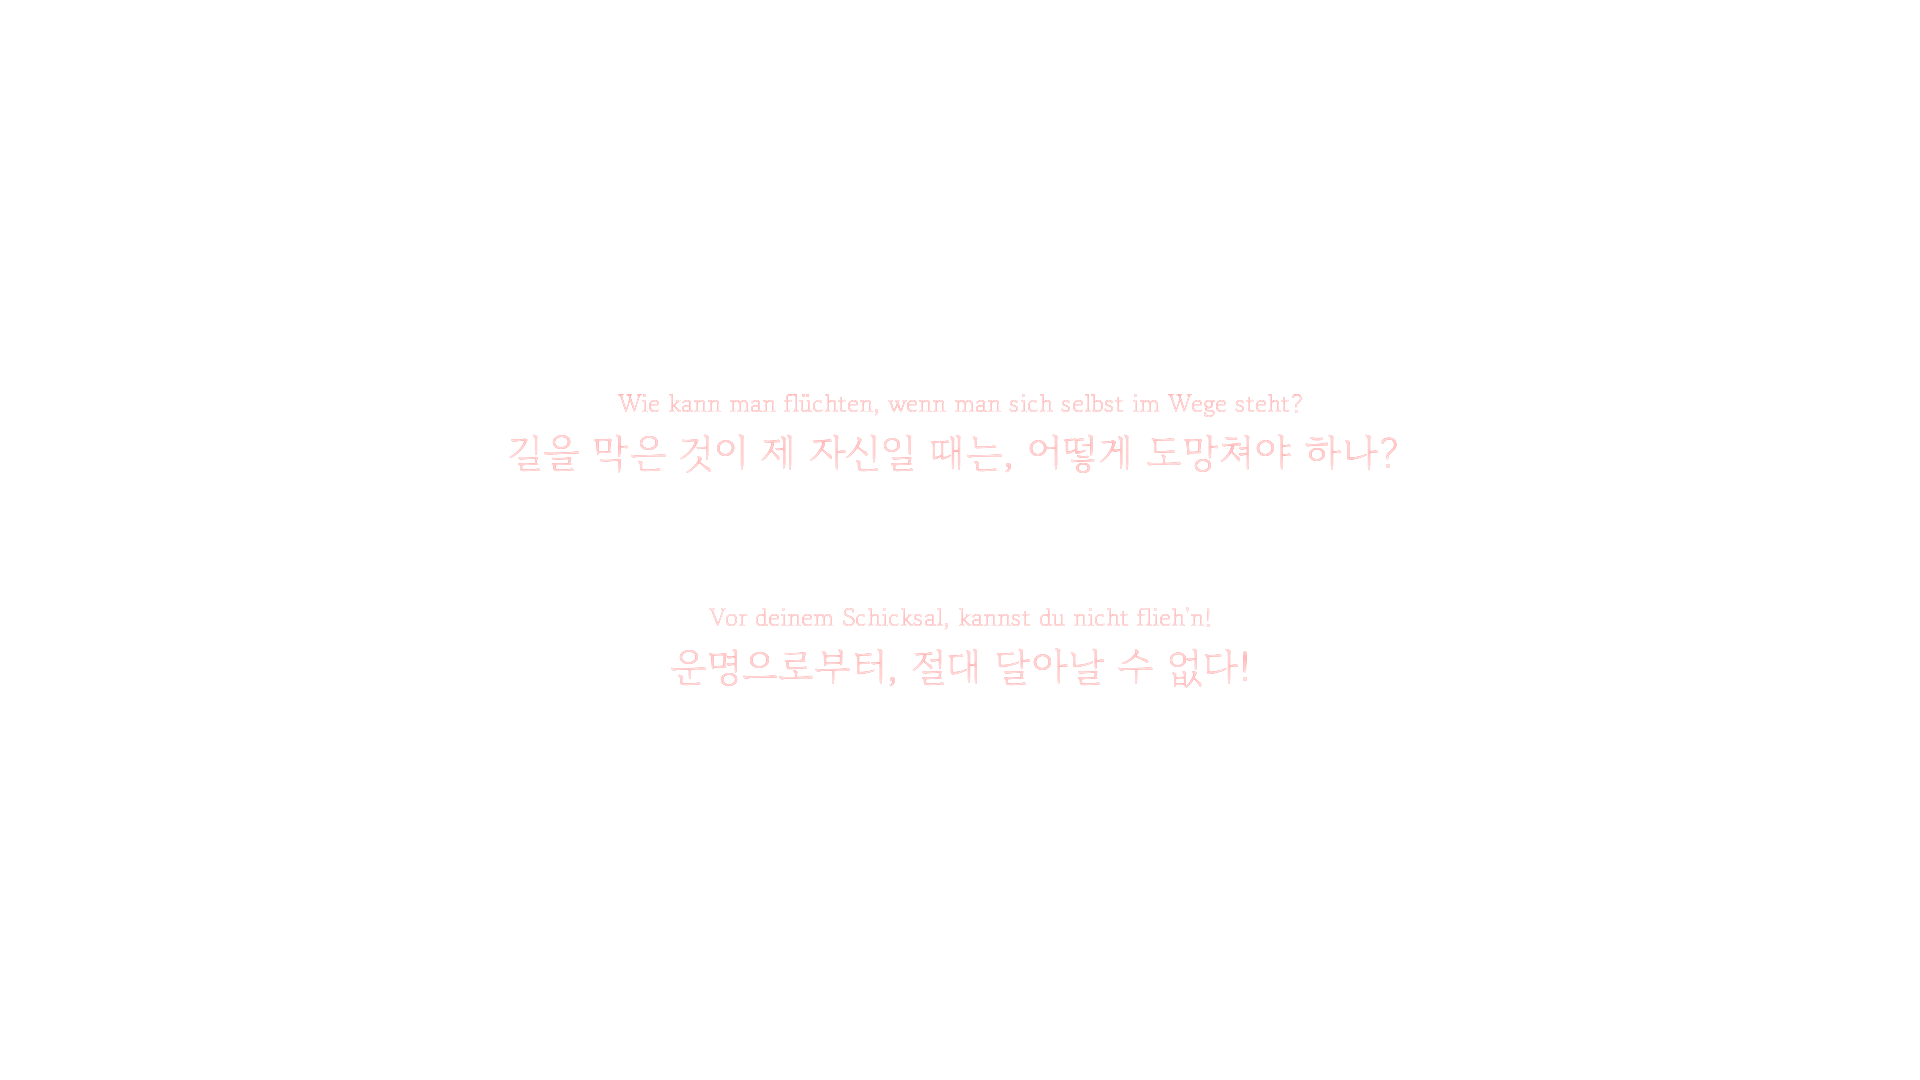 Wie kann man flüchten, wenn man sich selbst im Wege steht?
길을 막은 것이 제 자신일 때는, 어떻게 도망쳐야 하나?
Vor deinem Schicksal, kannst du nicht flieh'n!
운명으로부터, 절대 달아날 수 없다!